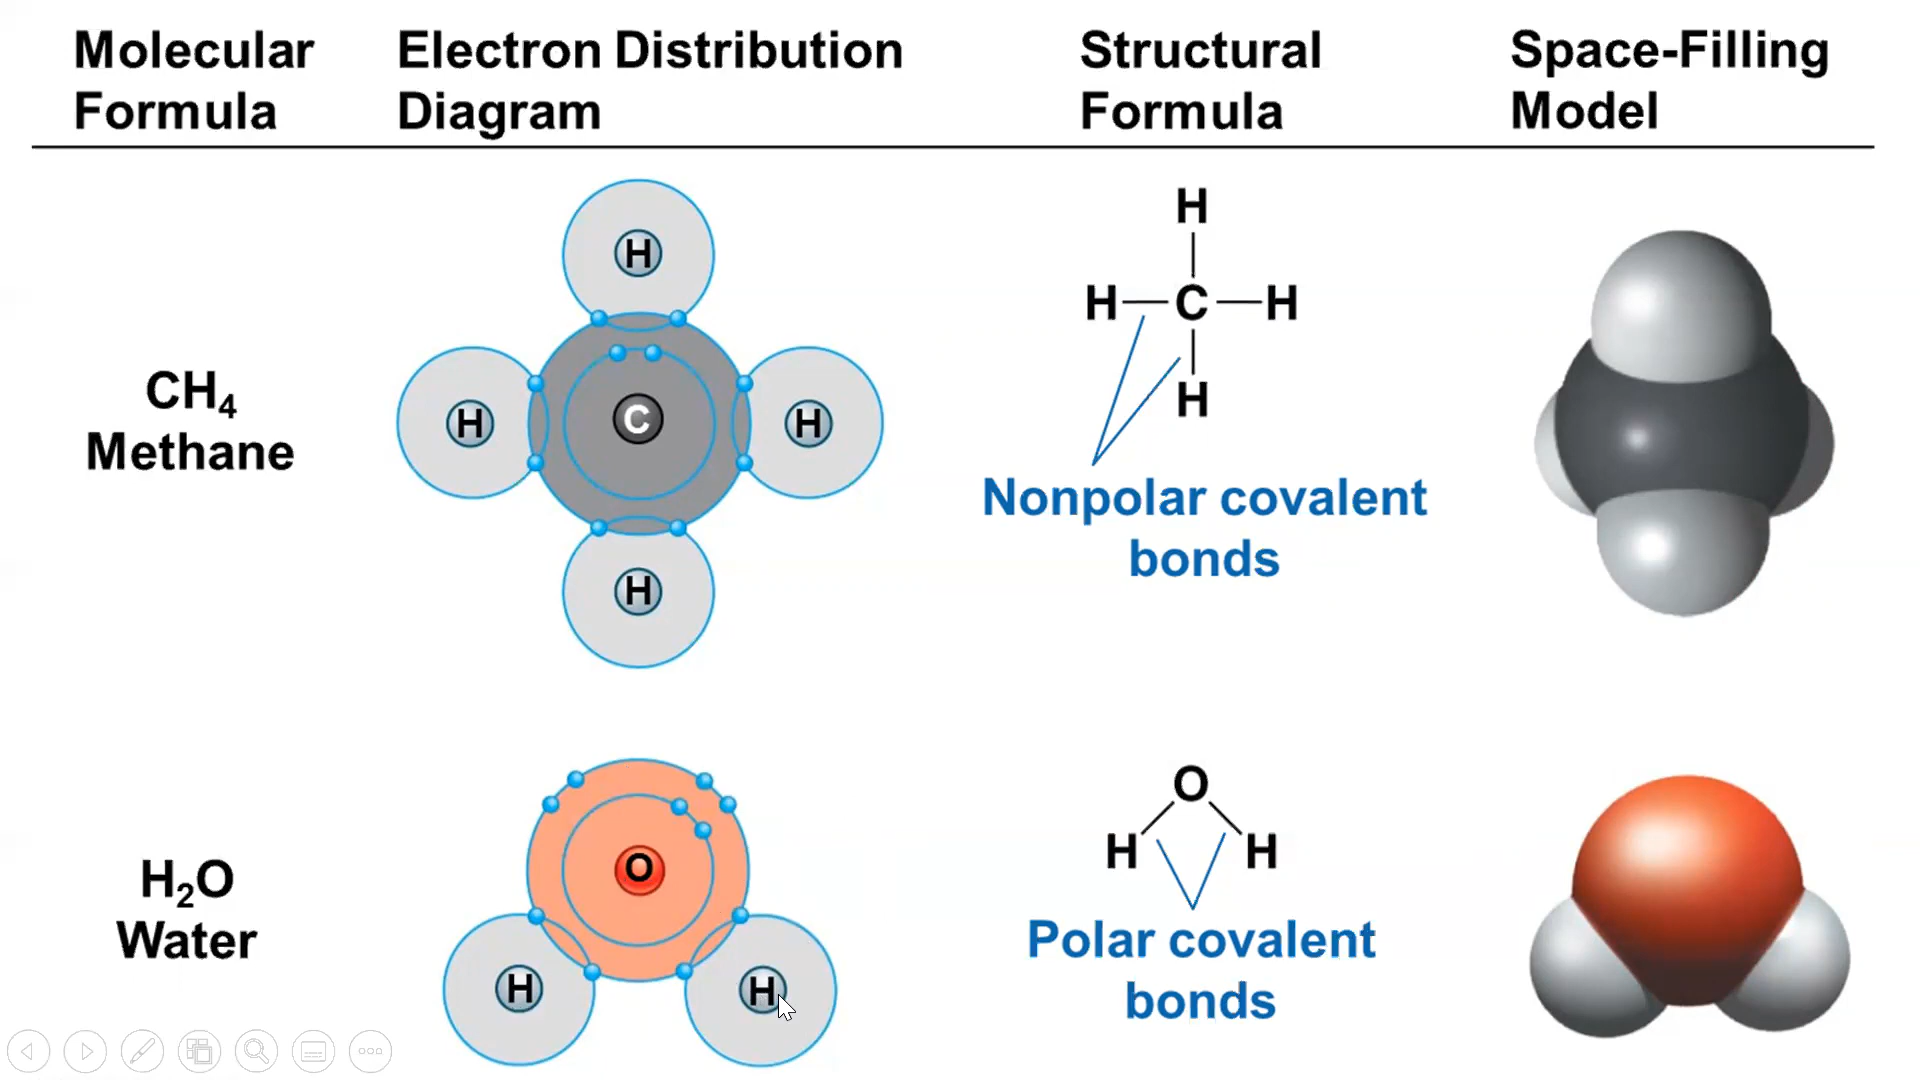 Molecular Formula
Electron Distribution Diagram
Structural Formula
Space-Filling Model
CH₄
Methane
H
H
C
H
H
H
H C H
H
Nonpolar covalent
bonds
H₂O
Water
O
H
H
O
H H
Polar covalent
bonds